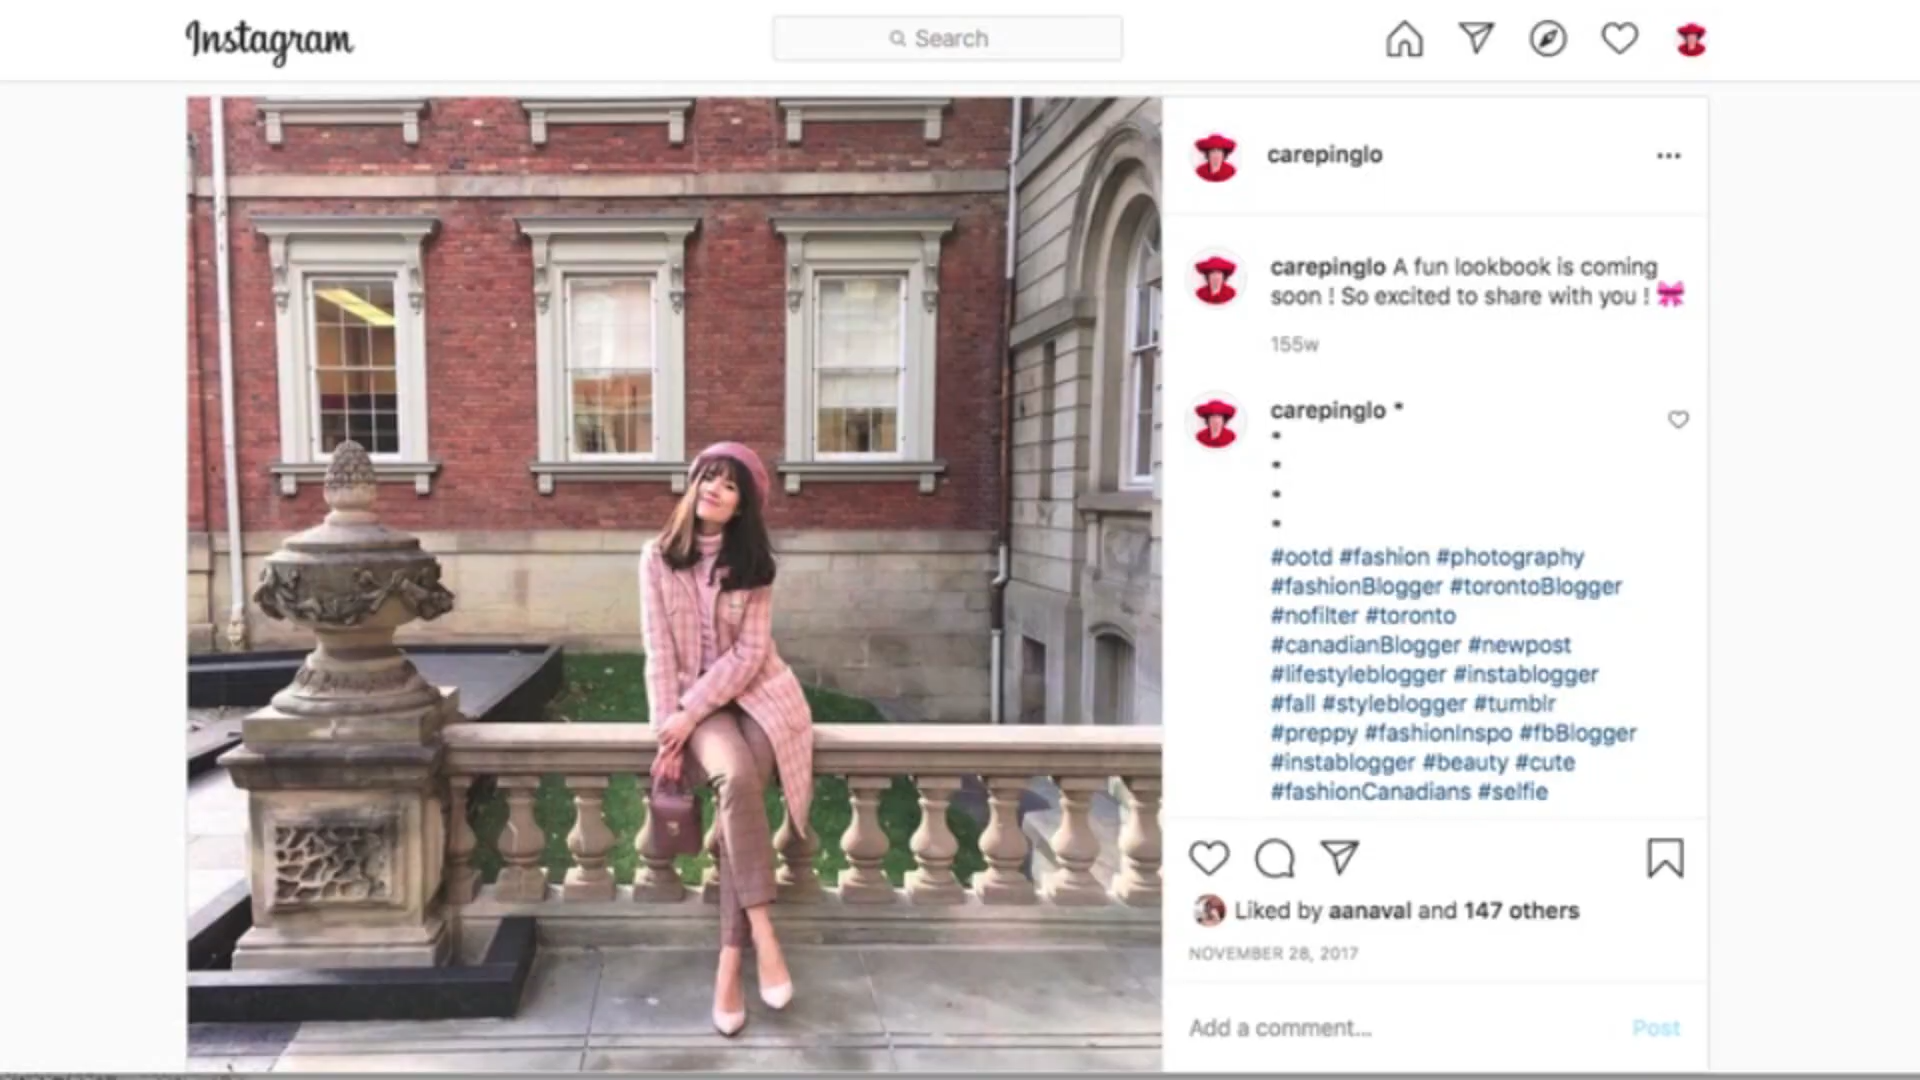 Instagram
Search
carepinglo
carepinglo A fun lookbook is coming
soon ! So excited to share with you !
155w
carepinglo *
*
*
*
*
#ootd #fashion #photography
#fashionBlogger #torontoBlogger
#nofilter #toronto
#canadianBlogger #newpost
#lifestyleblogger #instablogger
#fall #styleblogger #tumblr
#preppy #fashionInspo #fbBlogger
#instablogger #beauty #cute
#fashionCanadians #selfie
Liked by aanaval and 147 others
NOVEMBER 28, 2017
Add a comment...
Post